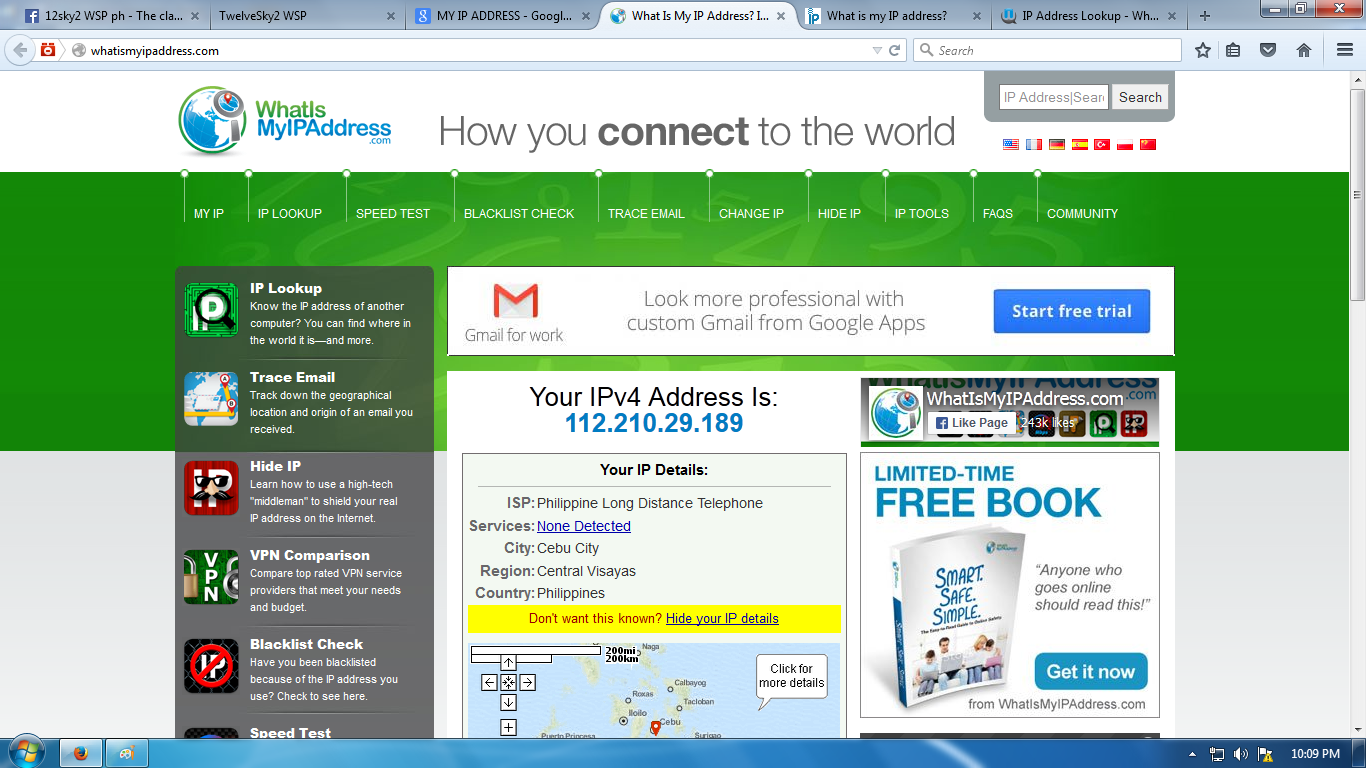 12sky2 WSP ph - The cla...
TwelveSky2 WSP
MY IP ADDRESS - Googl...
What Is My IP Address? I...
What is my IP address?
IP Address Lookup - Wh...
whatismyipaddress.com
Search
WhatIs
MyIPAddress
.com
How you connect to the world
IP Address|Sear
Search
MY IP
IP LOOKUP
SPEED TEST
BLACKLIST CHECK
TRACE EMAIL
CHANGE IP
HIDE IP
IP TOOLS
FAQS
COMMUNITY
IP Lookup
Know the IP address of another
computer? You can find where in
the world it is—and more.
Trace Email
Track down the geographical
location and origin of an email you
received.
Hide IP
Learn how to use a high-tech
"middleman" to shield your real
IP address on the Internet.
VPN Comparison
Compare top rated VPN service
providers that meet your needs
and budget.
Blacklist Check
Have you been blacklisted
because of the IP address you
use? Check to see here.
Speed Test
Gmail for work
Look more professional with
custom Gmail from Google Apps
Start free trial
Your IPv4 Address Is:
112.210.29.189
Your IP Details:
ISP: Philippine Long Distance Telephone
Services: None Detected
City: Cebu City
Region: Central Visayas
Country: Philippines
Don't want this known? Hide your IP details
200mi
200km
Naga
Click for
more details
Calbayog
Roxas
Tacloban
Iloilo
Cebu
Puerto Princesa
Surigao
WhatIsMyIPAddress.com
Like Page
243k likes
LIMITED-TIME
FREE BOOK
SMART.
SAFE.
SIMPLE.
The Easy-to-Read Guide to Online Safety
“Anyone who
goes online
should read this!”
Get it now
from WhatIsMyIPAddress.com
10:09 PM